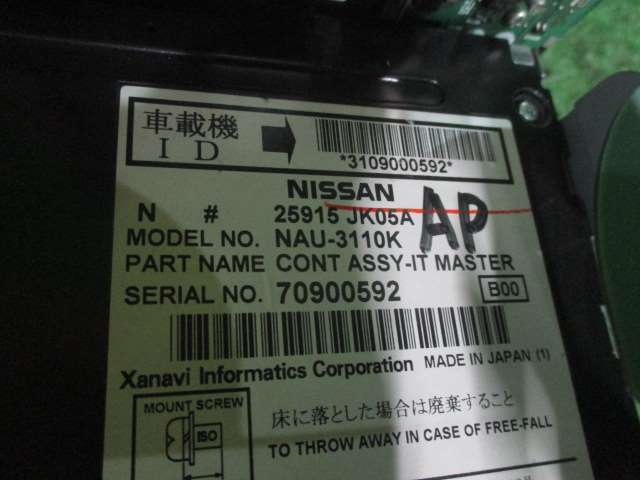 車載機
ID
*3109000592*
NISSAN
N # 25915 JK05A
AP
MODEL NO. NAU-3110K
PART NAME CONT ASSY-IT MASTER
SERIAL NO. 70900592 B00
Xanavi Informatics Corporation MADE IN JAPAN (1)
MOUNT SCREW
ISO
床に落とした場合は廃棄すること
TO THROW AWAY IN CASE OF FREE-FALL